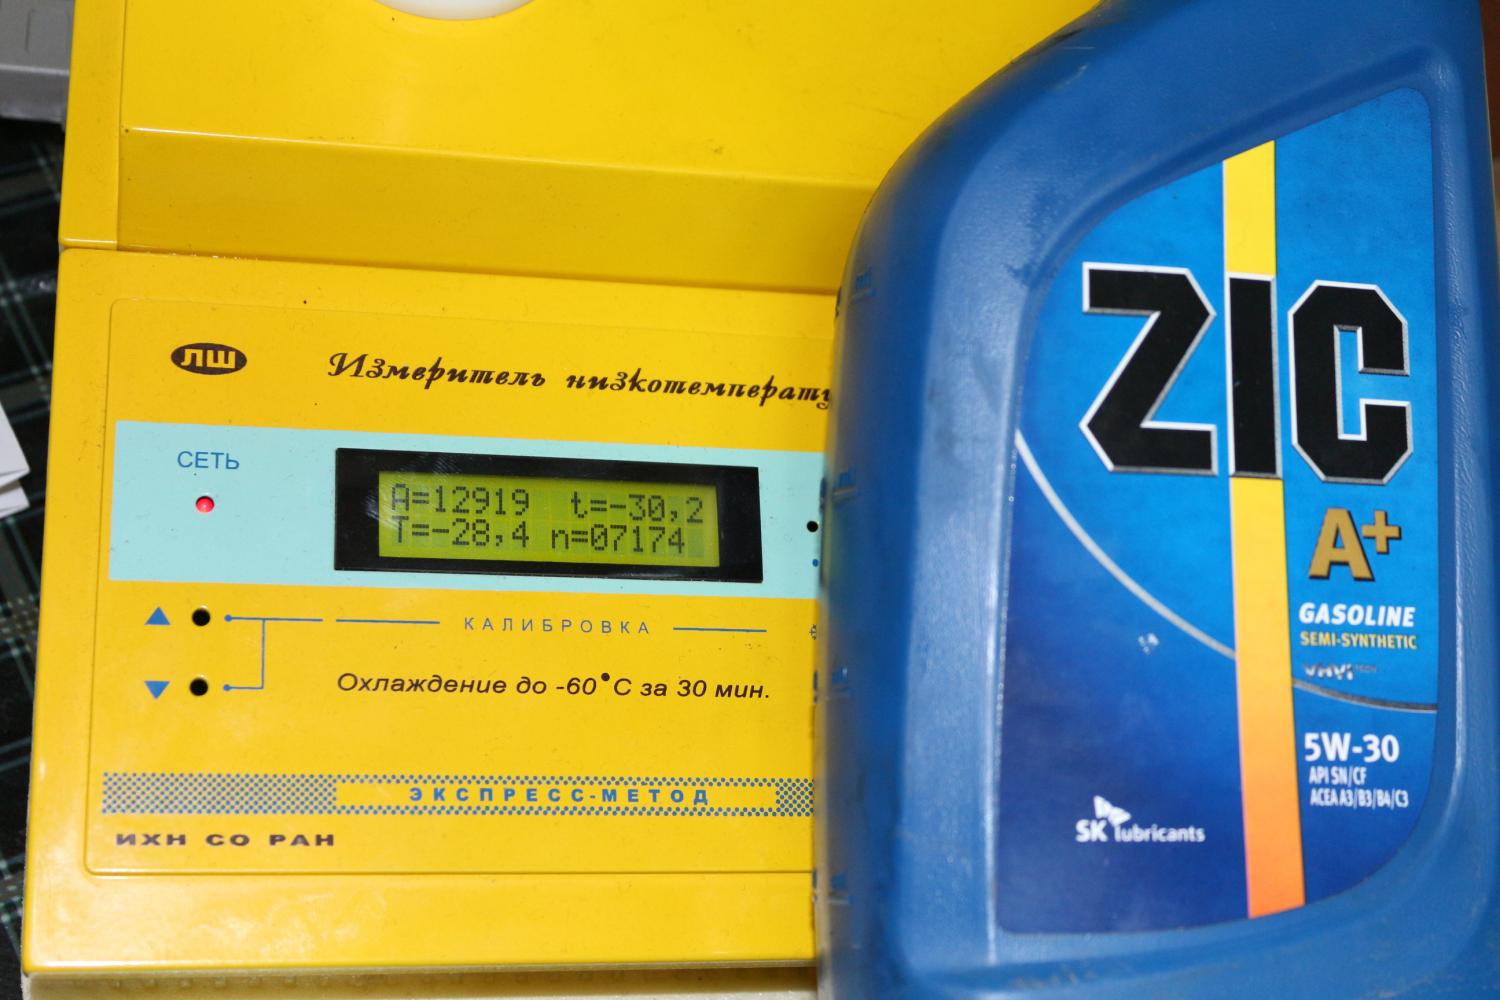 ЛШ
Измеритель низкотемперату
СЕТЬ
A=12919 t=-30,2
T=-28,4 n=07174
КАЛИБРОВКА
Охлаждение до -60°С за 30 мин.
ЭКСПРЕСС-МЕТОД
ИХН СО РАН
ZIC
A+
GASOLINE
SEMI-SYNTHETIC
5W-30
API SN/CF
ACEA A3/B3/B4/C3
SK lubricants